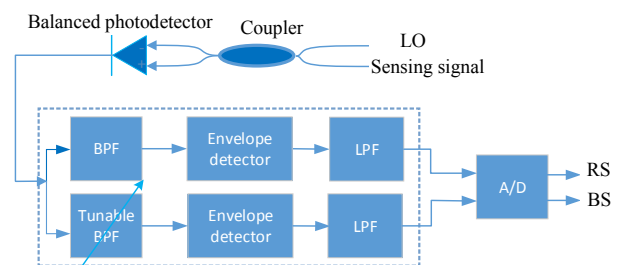 Balanced photodetector
Coupler
LO
Sensing signal
-
+
BPF
Envelope
detector
LPF
A/D
RS
BS
Tunable
BPF
Envelope
detector
LPF